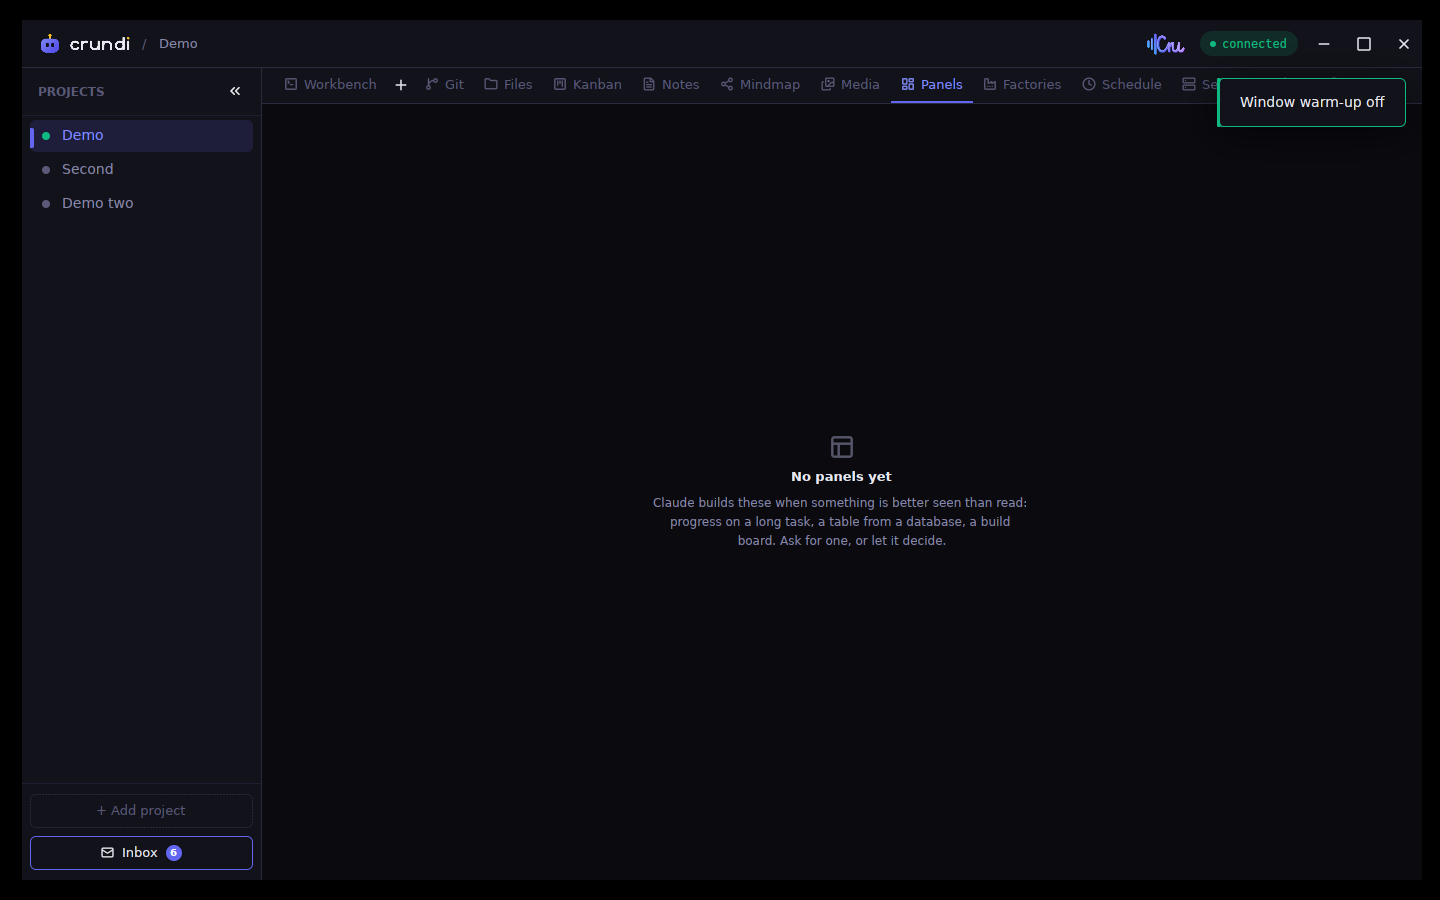 crundi / Demo
Cru
connected
PROJECTS
Workbench
Git
Files
Kanban
Notes
Mindmap
Media
Panels
Factories
Schedule
Window warm-up off
Demo
Second
Demo two
No panels yet
Claude builds these when something is better seen than read:
progress on a long task, a table from a database, a build
board. Ask for one, or let it decide.
+ Add project
Inbox 6